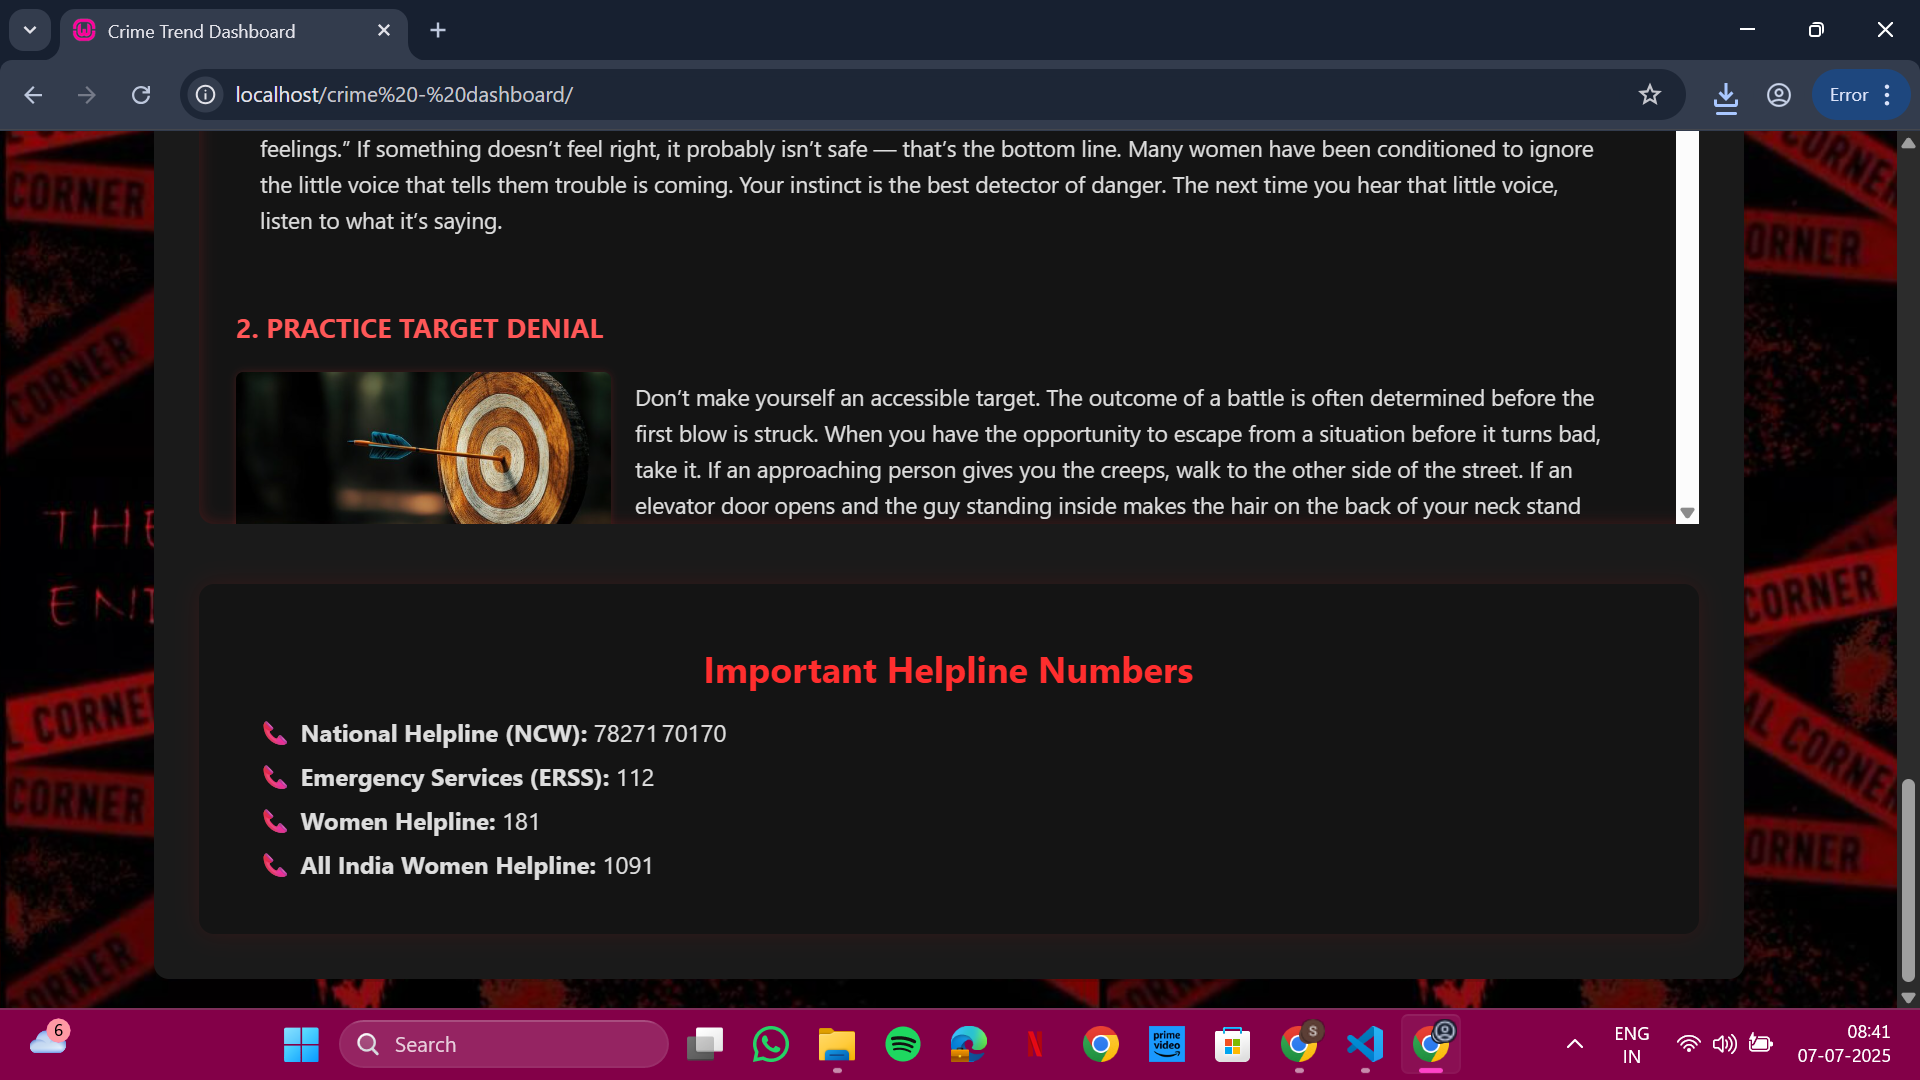 Crime Trend Dashboard
localhost/crime%20-%20dashboard/
Error
feelings.” If something doesn’t feel right, it probably isn’t safe — that’s the bottom line. Many women have been conditioned to ignore
the little voice that tells them trouble is coming. Your instinct is the best detector of danger. The next time you hear that little voice,
listen to what it’s saying.
2. PRACTICE TARGET DENIAL
Don’t make yourself an accessible target. The outcome of a battle is often determined before the
first blow is struck. When you have the opportunity to escape from a situation before it turns bad,
take it. If an approaching person gives you the creeps, walk to the other side of the street. If an
elevator door opens and the guy standing inside makes the hair on the back of your neck stand
Important Helpline Numbers
National Helpline (NCW): 78271 70170
Emergency Services (ERSS): 112
Women Helpline: 181
All India Women Helpline: 1091
CORNER
CORNER
CORNER
CORNER
CORNER
THE
CORNER
ORNER
CORNER
CORNER
ORNER
6
Search
prime
video
S
ENG
IN
08:41
07-07-2025